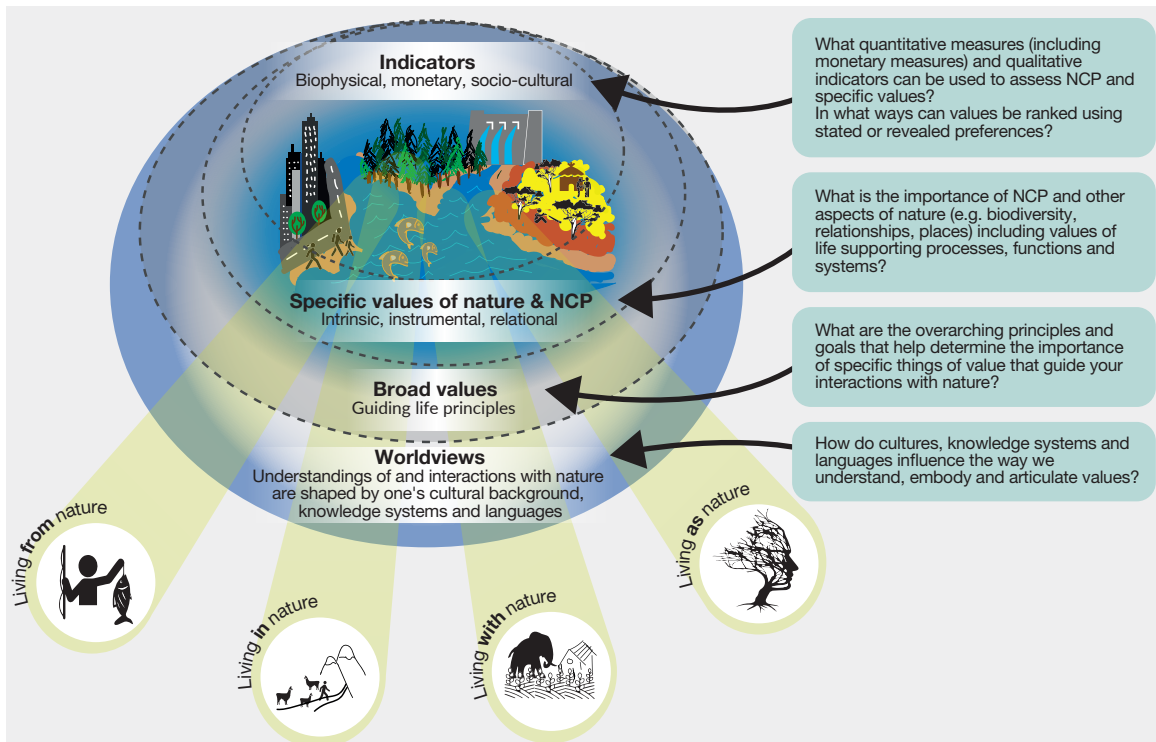 Indicators
Biophysical, monetary, socio-cultural
Specific values of nature & NCP
Intrinsic, instrumental, relational
Broad values
Guiding life principles
Worldviews
Understandings of and interactions with nature
are shaped by one's cultural background,
knowledge systems and languages
What quantitative measures (including
monetary measures) and qualitative
indicators can be used to assess NCP and
specific values?
In what ways can values be ranked using
stated or revealed preferences?
What is the importance of NCP and other
aspects of nature (e.g. biodiversity,
relationships, places) including values of
life supporting processes, functions and
systems?
What are the overarching principles and
goals that help determine the importance
of specific things of value that guide your
interactions with nature?
How do cultures, knowledge systems and
languages influence the way we
understand, embody and articulate values?
Living from nature
Living in nature
Living with nature
Living as nature